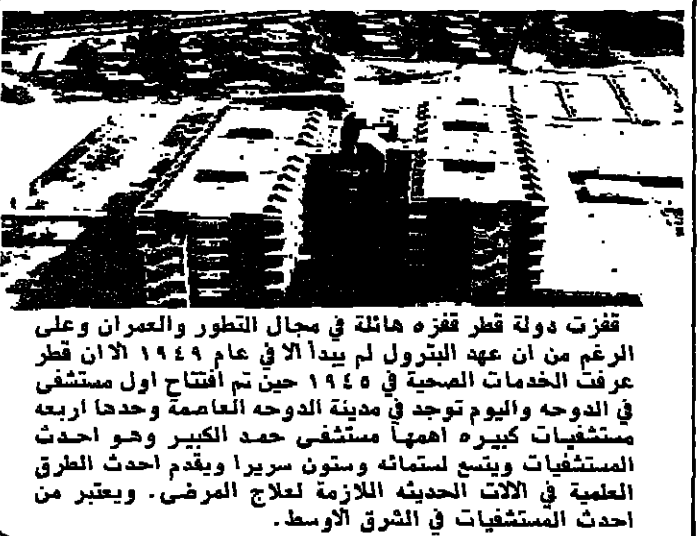 قفزت دولة قطر قفزه هائلة في مجال التطور والعمران وعلى
الرغم من ان عهد البترول لم يبدأ الا في عام ١٩٤٩ الا ان قطر
عرفت الخدمات الصحية في ١٩٤٥ حين تم افتتاح اول مستشفى
في الدوحه واليوم توجد في مدينة الدوحه العاصمة وحدها اربعه
مستشفيات كبيره اهمها مستشفى حمد الكبير وهو احدث
المستشفيات ويتسع لستمائه وستون سريرا ويقدم احدث الطرق
العلمية في الالات الحديثه اللازمة لعلاج المرضى. ويعتبر من
احدث المستشفيات في الشرق الاوسط.